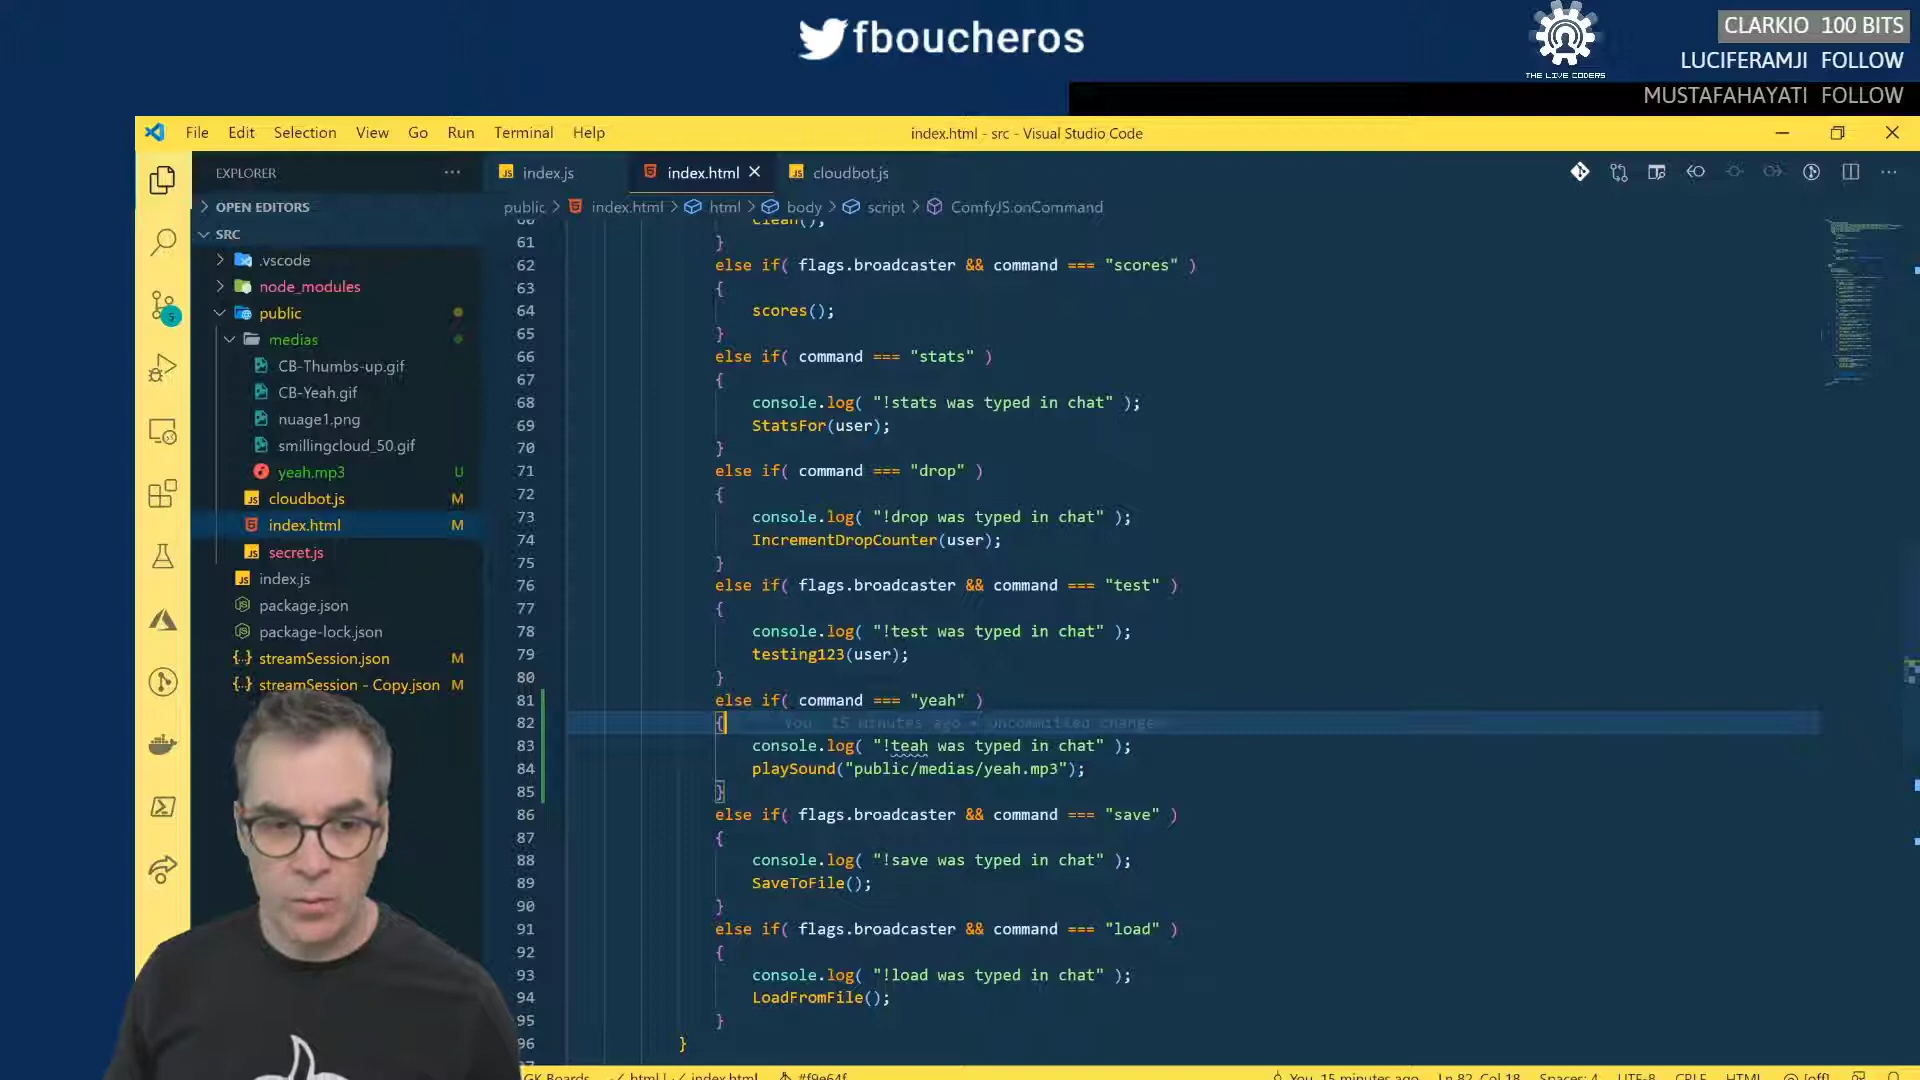 fboucheros
THE LIVE CODERS
CLARKIO 100 BITS
LUCIFERAMJI FOLLOW
MUSTAFAHAYATI FOLLOW
File Edit Selection View Go Run Terminal Help
index.html - src - Visual Studio Code
EXPLORER
index.js
index.html
cloudbot.js
OPEN EDITORS
public > index.html > html > body > script > ComfyJS.onCommand
SRC
.vscode
node_modules
public
medias
CB-Thumbs-up.gif
CB-Yeah.gif
nuage1.png
smillingcloud_50.gif
yeah.mp3 U
cloudbot.js M
index.html M
secret.js
index.js
package.json
package-lock.json
streamSession.json M
streamSession - Copy.json M
5
60 Clean();
61 }
62 else if( flags.broadcaster && command === "scores" )
63 {
64 scores();
65 }
66 else if( command === "stats" )
67 {
68 console.log( "!stats was typed in chat" );
69 StatsFor(user);
70 }
71 else if( command === "drop" )
72 {
73 console.log( "!drop was typed in chat" );
74 IncrementDropCounter(user);
75 }
76 else if( flags.broadcaster && command === "test" )
77 {
78 console.log( "!test was typed in chat" );
79 testing123(user);
80 }
81 else if( command === "yeah" )
82 { You, 15 minutes ago • Uncommitted change
83 console.log( "!teah was typed in chat" );
84 playSound("public/medias/yeah.mp3");
85 }
86 else if( flags.broadcaster && command === "save" )
87 {
88 console.log( "!save was typed in chat" );
89 SaveToFile();
90 }
91 else if( flags.broadcaster && command === "load" )
92 {
93 console.log( "!load was typed in chat" );
94 LoadFromFile();
95 }
96 }
GK Boards ✓ html | ✓ index.html #f9e64f You, 15 minutes ago Ln 82, Col 18 Spaces: 4 UTF-8 CRLF HTML [off]